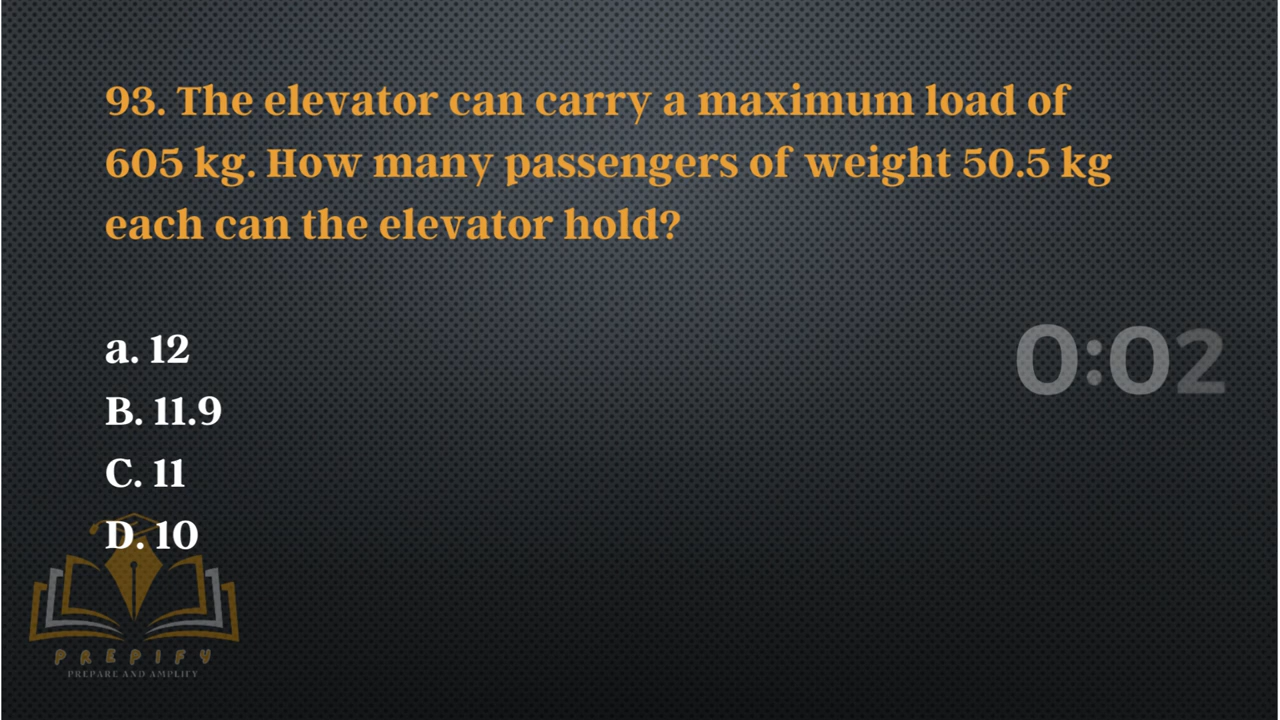 93. The elevator can carry a maximum load of
605 kg. How many passengers of weight 50.5 kg
each can the elevator hold?
a. 12
B. 11.9
C. 11
D. 10
0:02
PREPIFY
PREPARE AND AMPLIFY